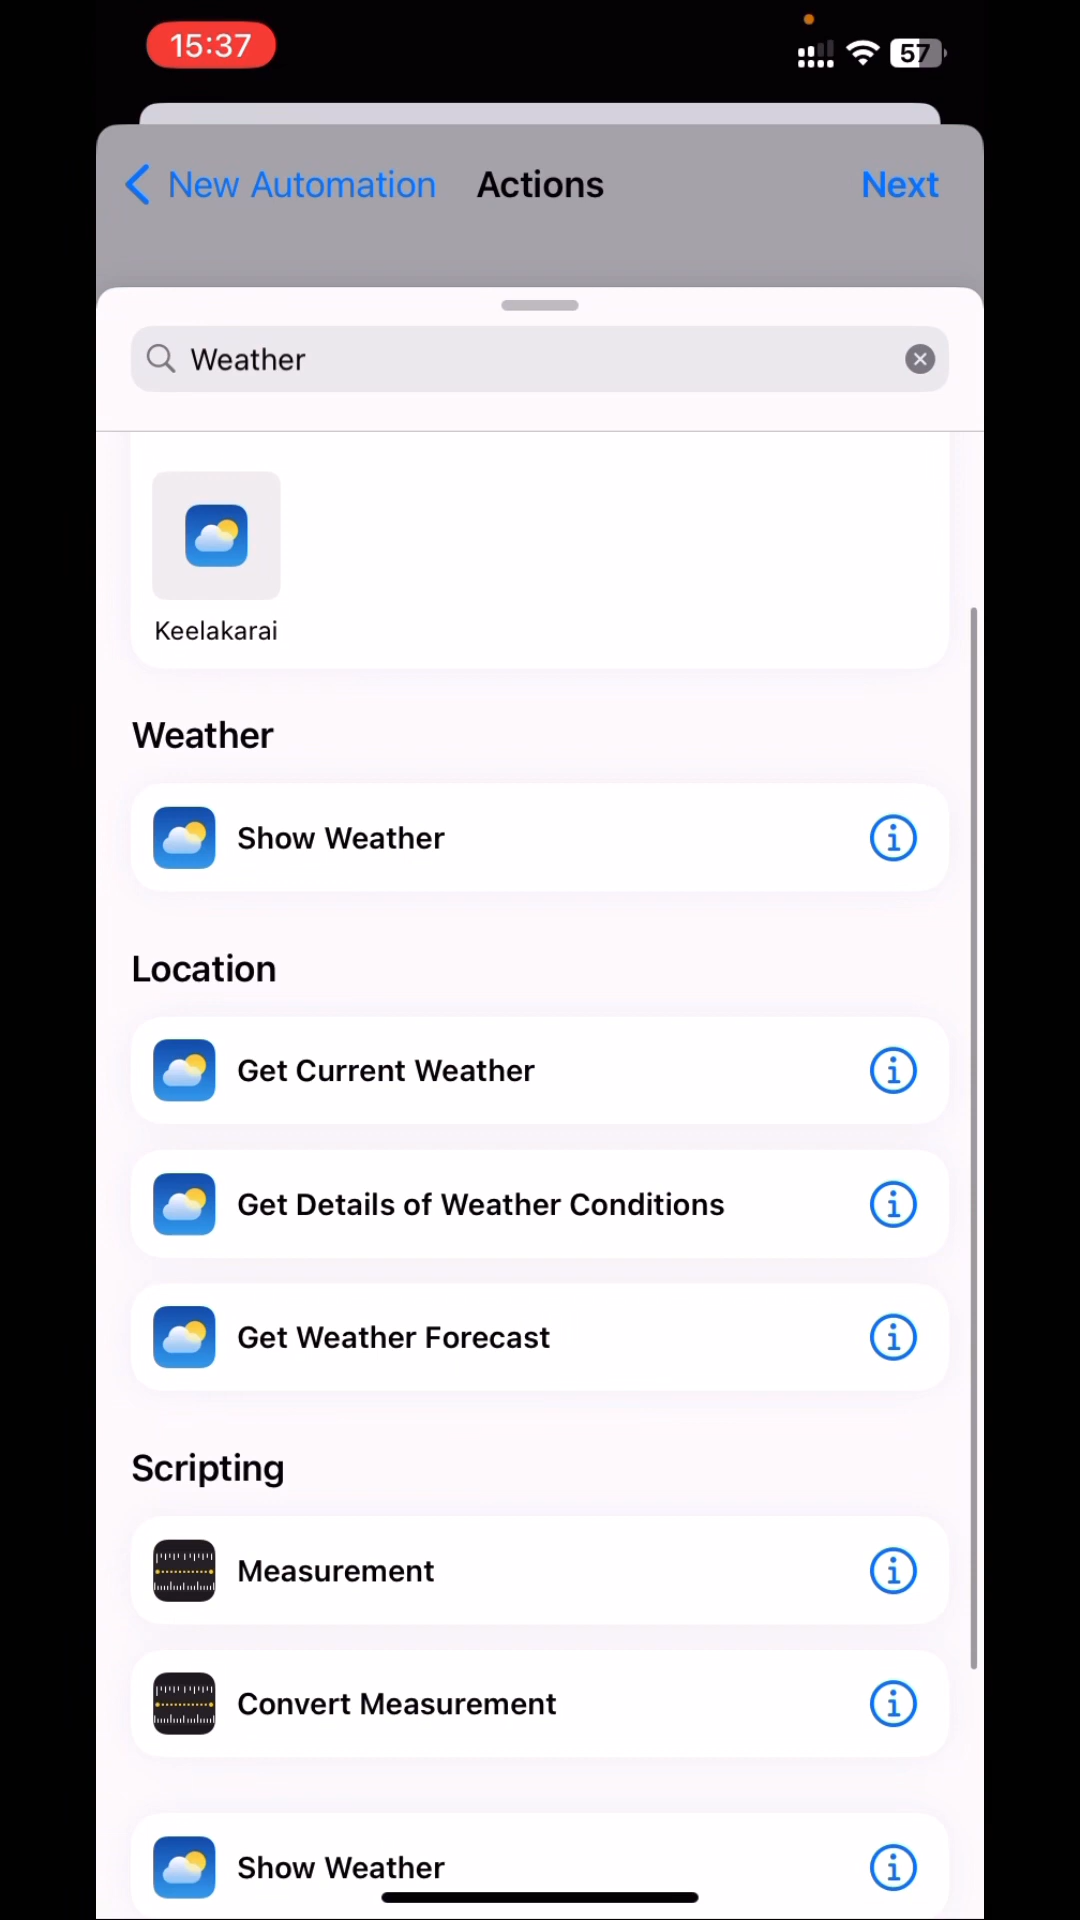 15:37
57
New Automation
Actions
Next
Weather
Keelakarai
Weather
Show Weather
Location
Get Current Weather
Get Details of Weather Conditions
Get Weather Forecast
Scripting
Measurement
Convert Measurement
Show Weather